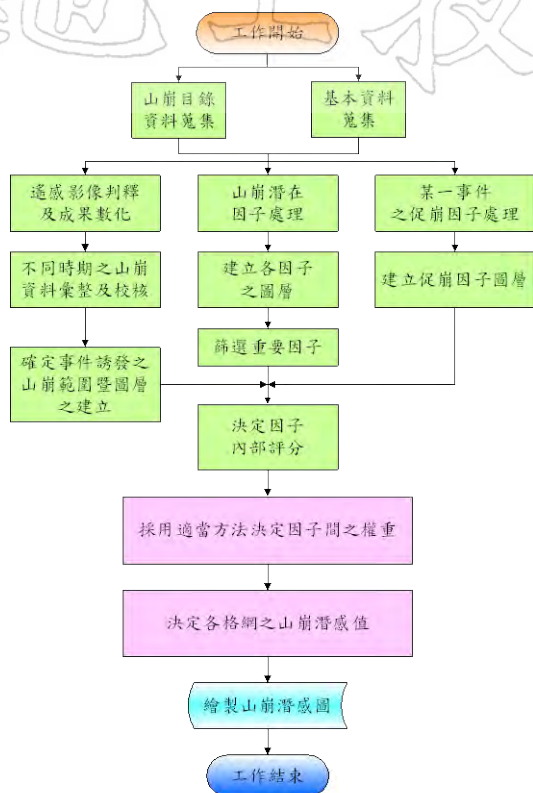 工作開始
山崩目錄
資料蒐集
基本資料
蒐集
遙感影像判釋
及成果數化
山崩潛在
因子處理
某一事件
之促崩因子處理
不同時期之山崩
資料彙整及校核
建立各因子
之圖層
建立促崩因子圖層
篩選重要因子
確定事件誘發之
山崩範圍暨圖層
之建立
決定因子
內部評分
採用適當方法決定因子間之權重
決定各格網之山崩潛感值
繪製山崩潛感圖
工作結束